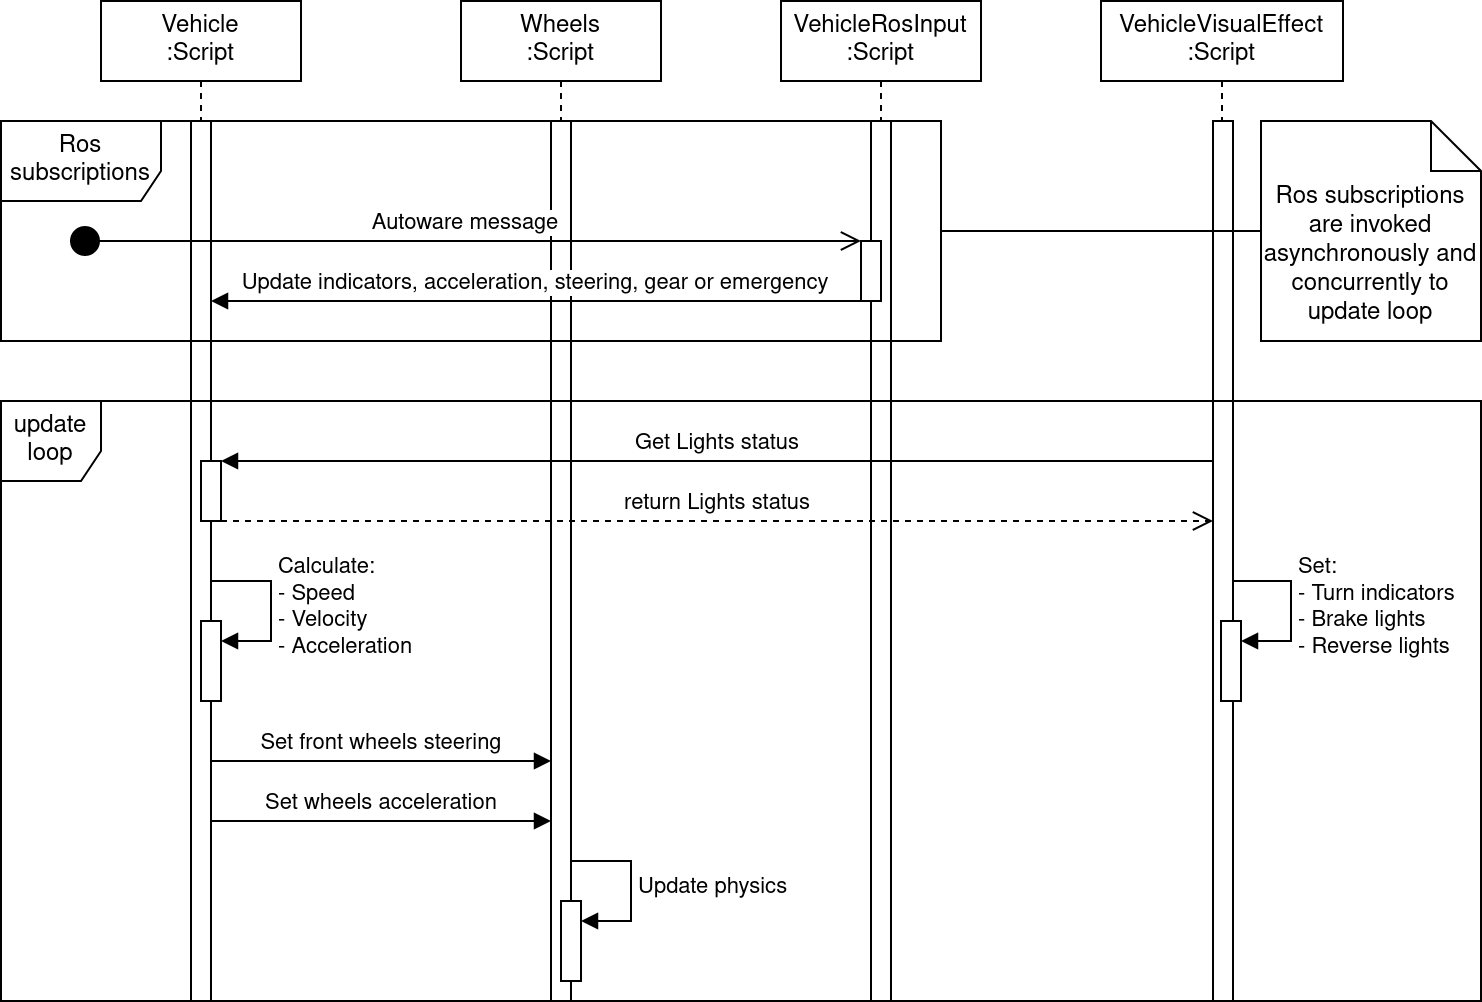 Vehicle
:Script
Wheels
:Script
VehicleRosInput
:Script
VehicleVisualEffect
:Script
Ros
subscriptions
Autoware message
Update indicators, acceleration, steering, gear or emergency
Ros subscriptions
are invoked
asynchronously and
concurrently to
update loop
update
loop
Get Lights status
return Lights status
Calculate:
- Speed
- Velocity
- Acceleration
Set:
- Turn indicators
- Brake lights
- Reverse lights
Set front wheels steering
Set wheels acceleration
Update physics